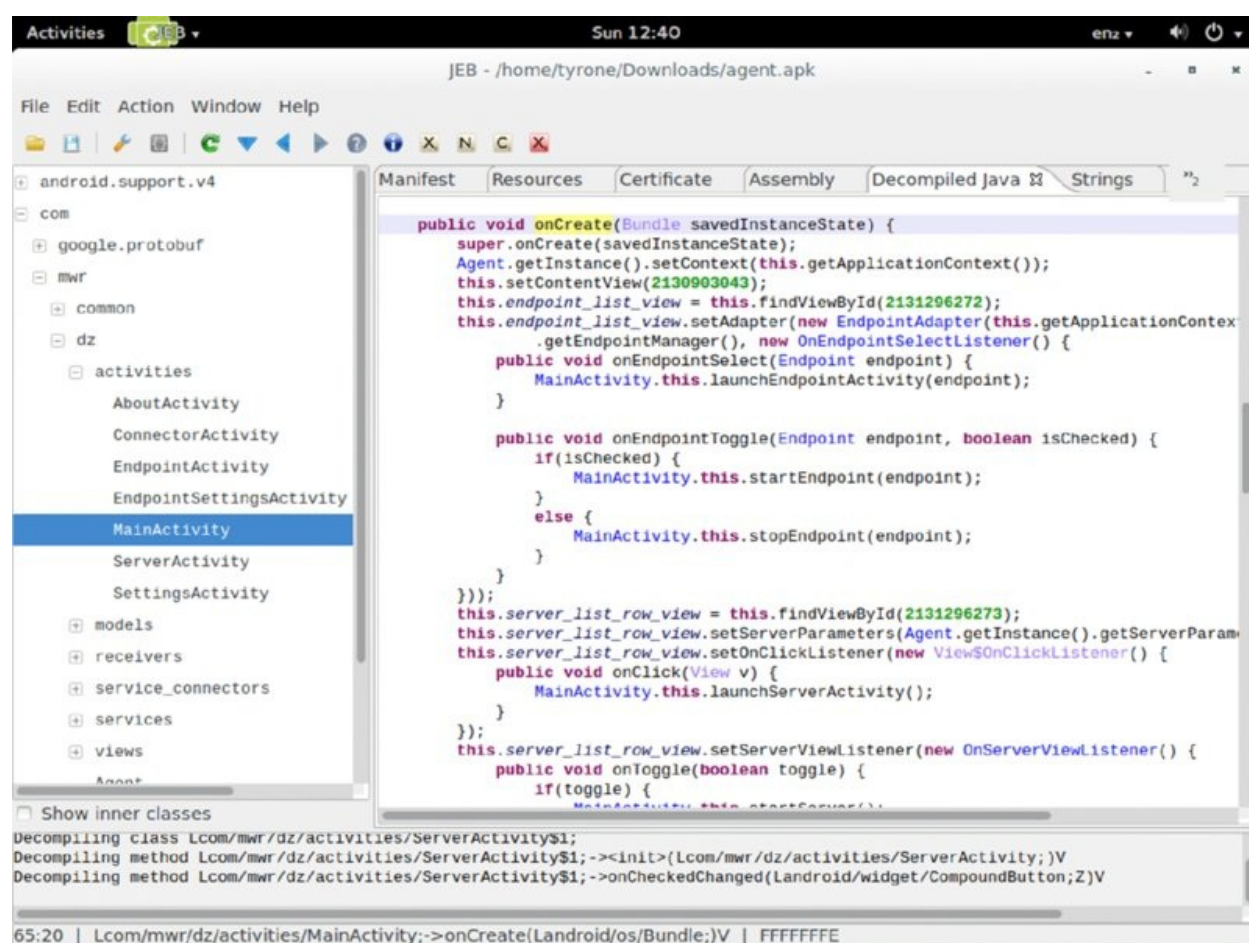 Activities JEB Sun 12:40 en2
JEB - /home/tyrone/Downloads/agent.apk
File Edit Action Window Help
X N C X
Manifest Resources Certificate Assembly Decompiled Java Strings »2
android.support.v4
com
google.protobuf
mwr
common
dz
activities
AboutActivity
ConnectorActivity
EndpointActivity
EndpointSettingsActivity
MainActivity
ServerActivity
SettingsActivity
models
receivers
service_connectors
services
views
Agent
Show inner classes
public void onCreate(Bundle savedInstanceState) {
super.onCreate(savedInstanceState);
Agent.getInstance().setContext(this.getApplicationContext());
this.setContentView(2130903043);
this.endpoint_list_view = this.findViewById(2131296272);
this.endpoint_list_view.setAdapter(new EndpointAdapter(this.getApplicationContex
.getEndpointManager(), new OnEndpointSelectListener() {
public void onEndpointSelect(Endpoint endpoint) {
MainActivity.this.launchEndpointActivity(endpoint);
}
public void onEndpointToggle(Endpoint endpoint, boolean isChecked) {
if(isChecked) {
MainActivity.this.startEndpoint(endpoint);
}
else {
MainActivity.this.stopEndpoint(endpoint);
}
}
}));
this.server_list_row_view = this.findViewById(2131296273);
this.server_list_row_view.setServerParameters(Agent.getInstance().getServerParam
this.server_list_row_view.setOnClickListener(new View$OnClickListener() {
public void onClick(View v) {
MainActivity.this.launchServerActivity();
}
});
this.server_list_row_view.setServerViewListener(new OnServerViewListener() {
public void onToggle(boolean toggle) {
if(toggle) {
MainActivity.this.startServer();
Decompiling class Lcom/mwr/dz/activities/ServerActivity$1;
Decompiling method Lcom/mwr/dz/activities/ServerActivity$1;-><init>(Lcom/mwr/dz/activities/ServerActivity;)V
Decompiling method Lcom/mwr/dz/activities/ServerActivity$1;->onCheckedChanged(Landroid/widget/CompoundButton;Z)V
65:20 | Lcom/mwr/dz/activities/MainActivity;->onCreate(Landroid/os/Bundle;)V | FFFFFFFE